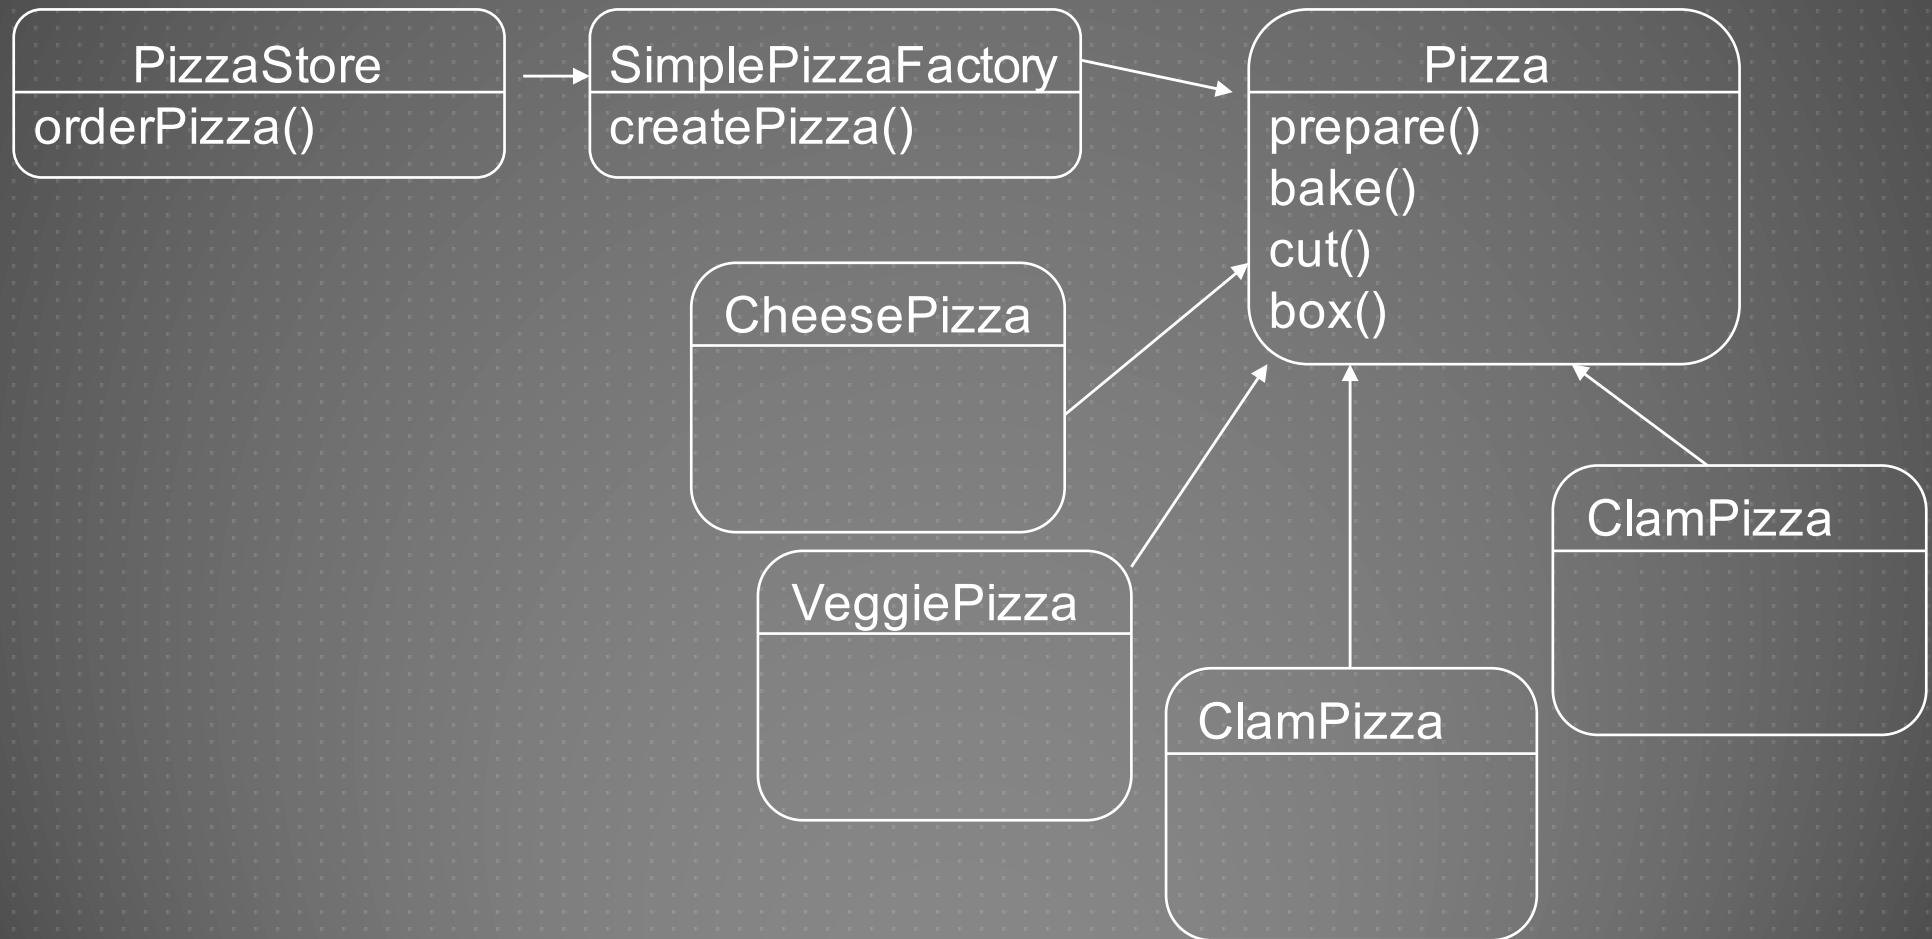 PizzaStore
orderPizza()
SimplePizzaFactory
createPizza()
Pizza
prepare()
bake()
cut()
box()
CheesePizza
VeggiePizza
ClamPizza
ClamPizza